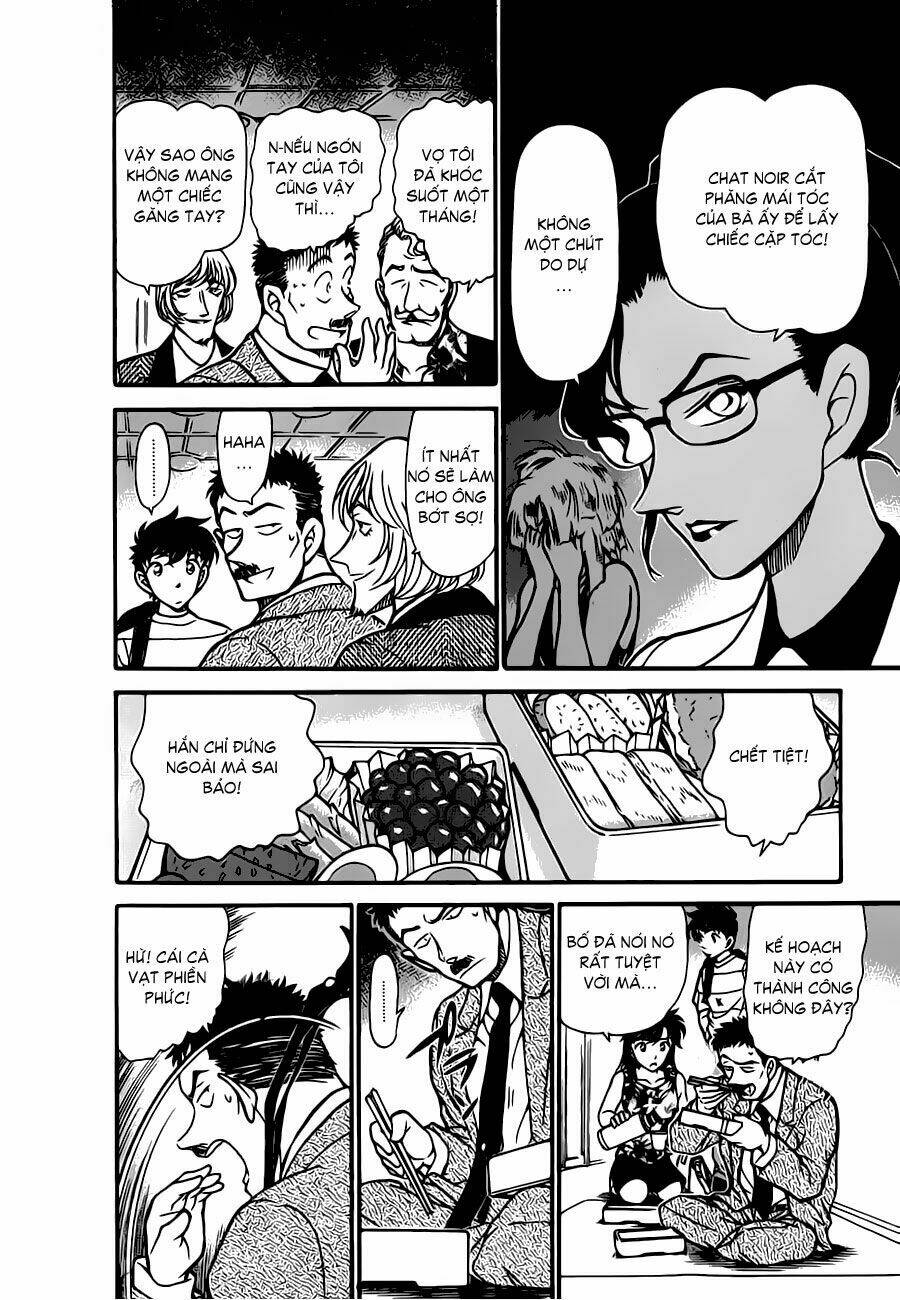 CHAT NOIR CẮT
PHĂNG MÁI TÓC
CỦA BÀ ẤY ĐỂ LẤY
CHIẾC CẶP TÓC!
KHÔNG
MỘT CHÚT
DO DỰ
...
VỢ TÔI
ĐÃ KHÓC
SUỐT MỘT
THÁNG!
N-NẾU NGÓN
TAY CỦA TÔI
CŨNG VẬY
THÌ...
VẬY SAO ÔNG
KHÔNG MANG
MỘT CHIẾC
GĂNG TAY?
ÍT NHẤT
NÓ SẼ LÀM
CHO ÔNG
BỚT SỢ!
HAHA
...
.........
CHẾT TIỆT!
HẮN CHỈ ĐỨNG
NGOÀI MÀ SAI
BẢO!
KẾ HOẠCH
NÀY CÓ
THÀNH CÔNG
KHÔNG ĐÂY?
BỐ ĐÃ NÓI NÓ
RẤT TUYỆT
VỜI MÀ...
.........
HỪ! CÁI CÀ
VẠT PHIỀN
PHỨC!